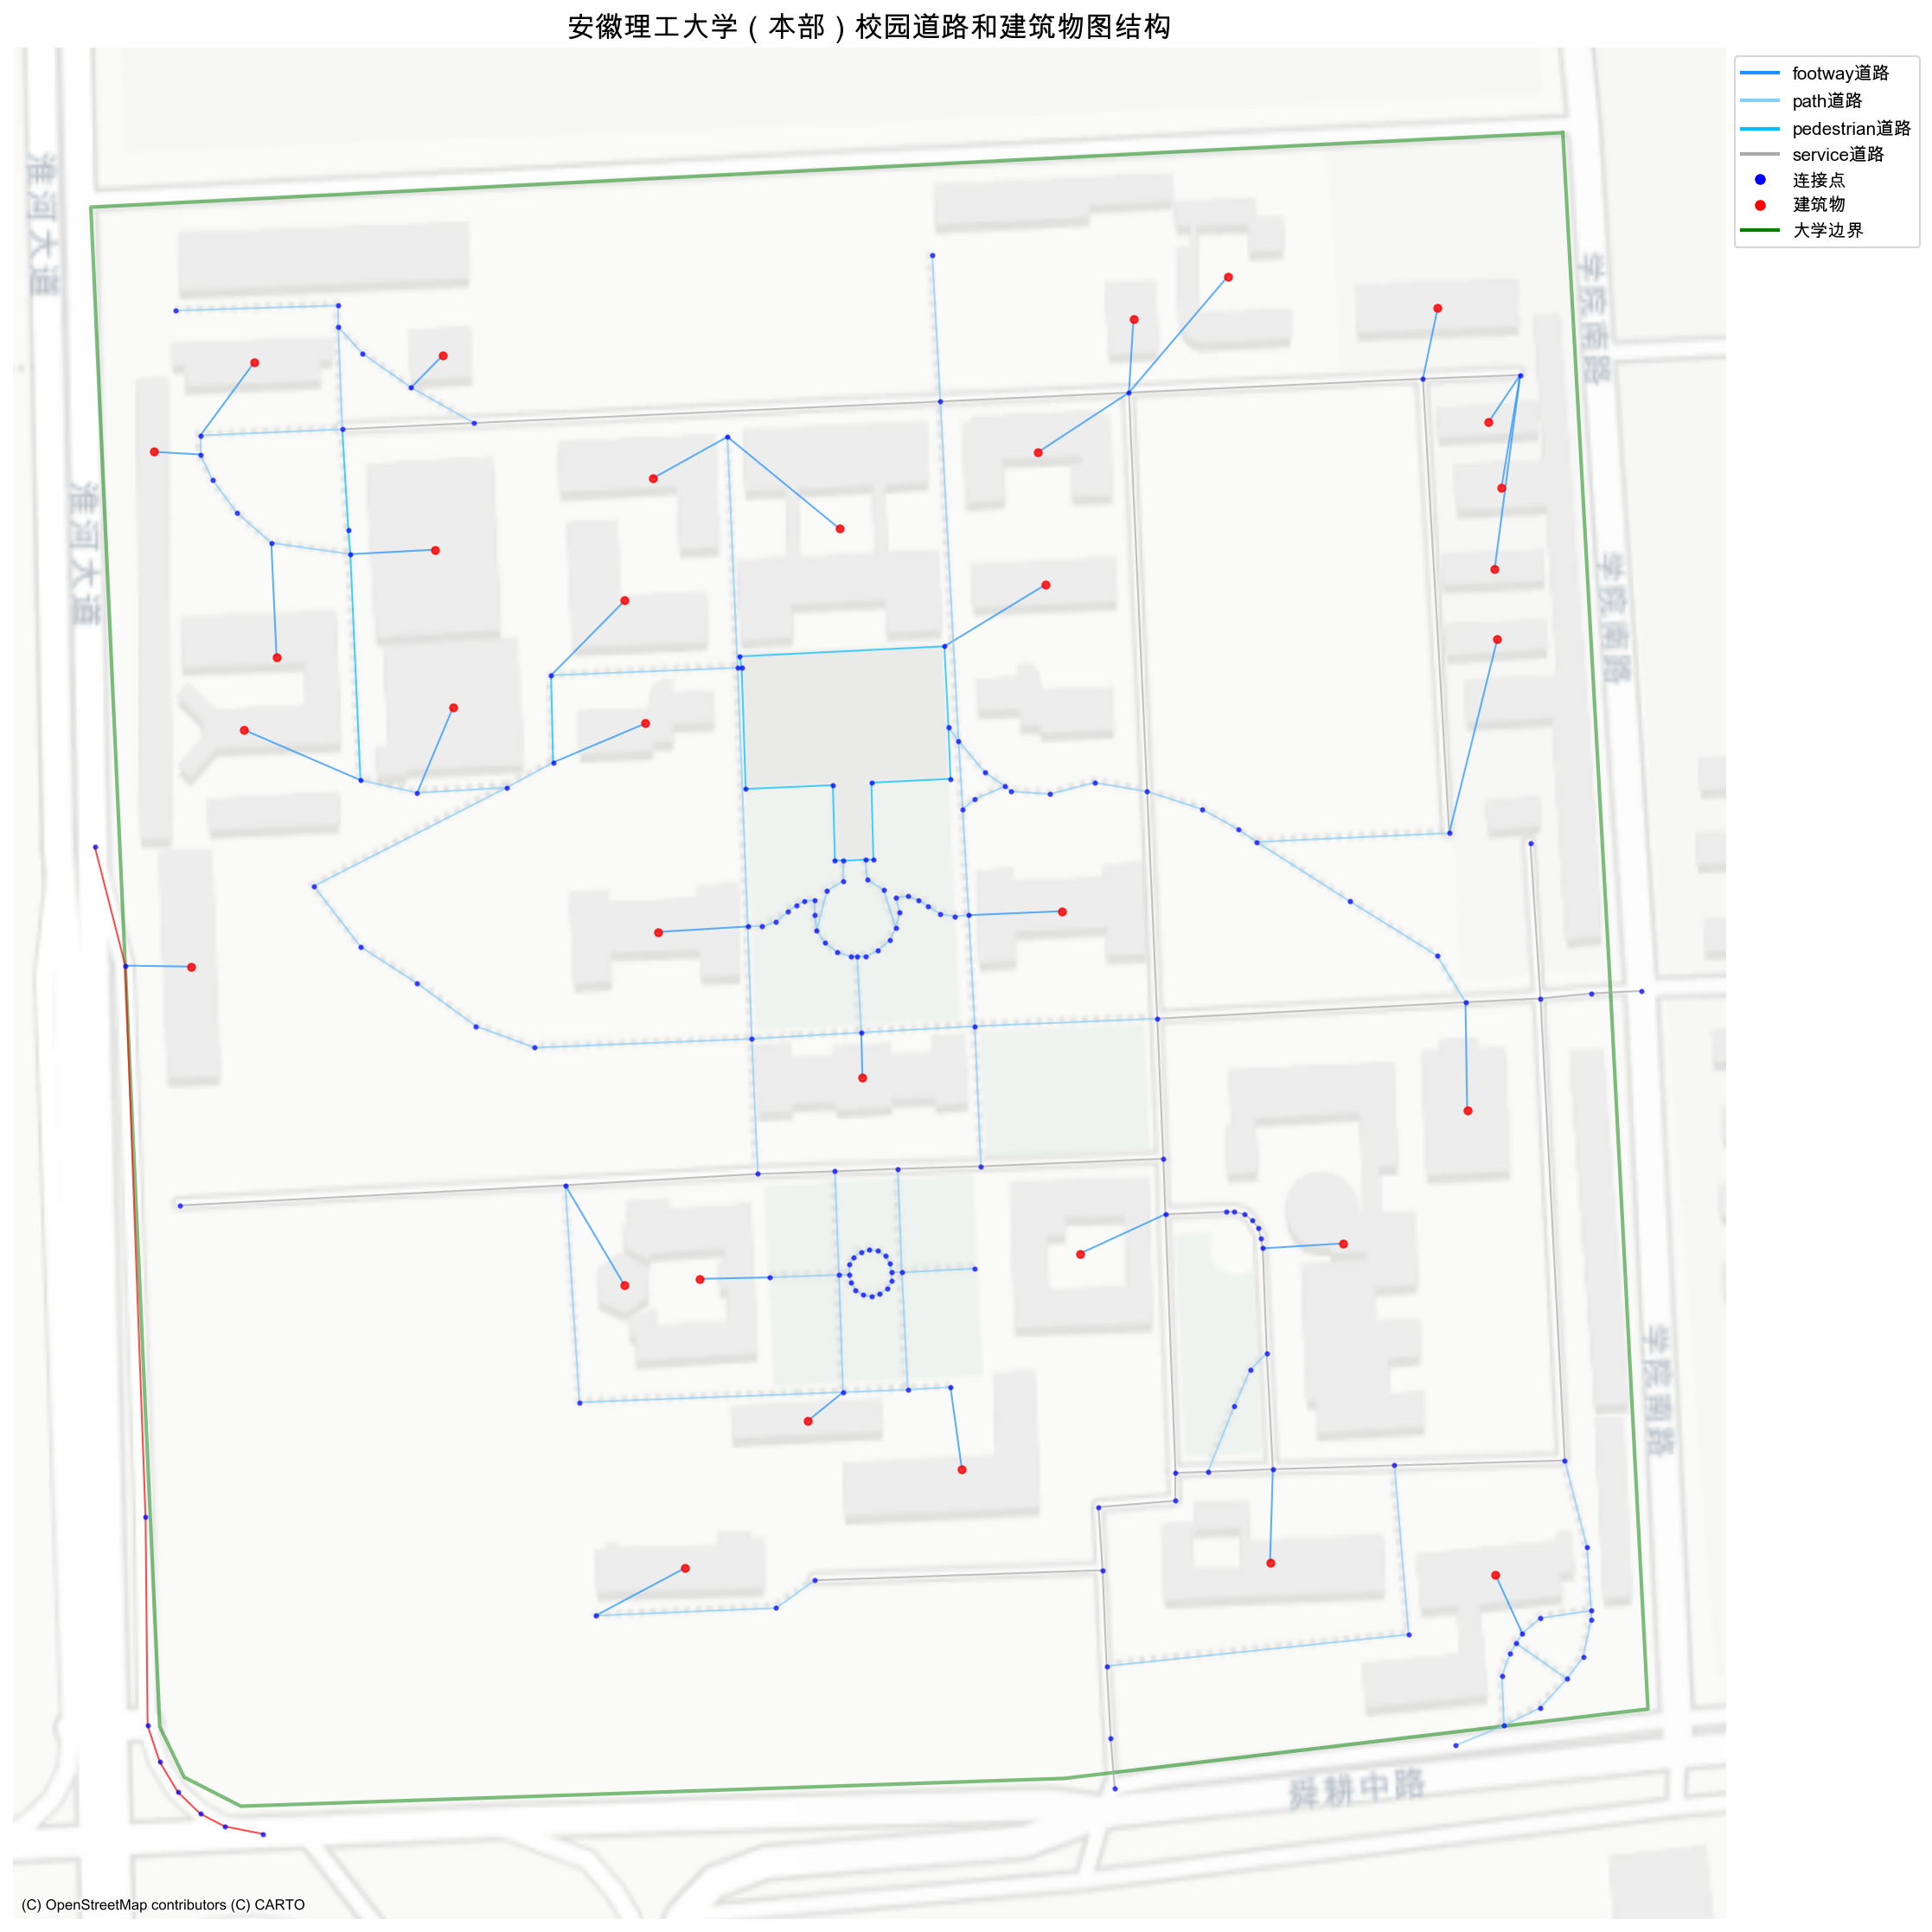 安徽理工大学（本部）校园道路和建筑物图结构
footway道路
path道路
pedestrian道路
service道路
连接点
建筑物
大学边界
淮河大道
淮河大道
学院南路
学院南路
学院南路
舜耕中路
(C) OpenStreetMap contributors (C) CARTO